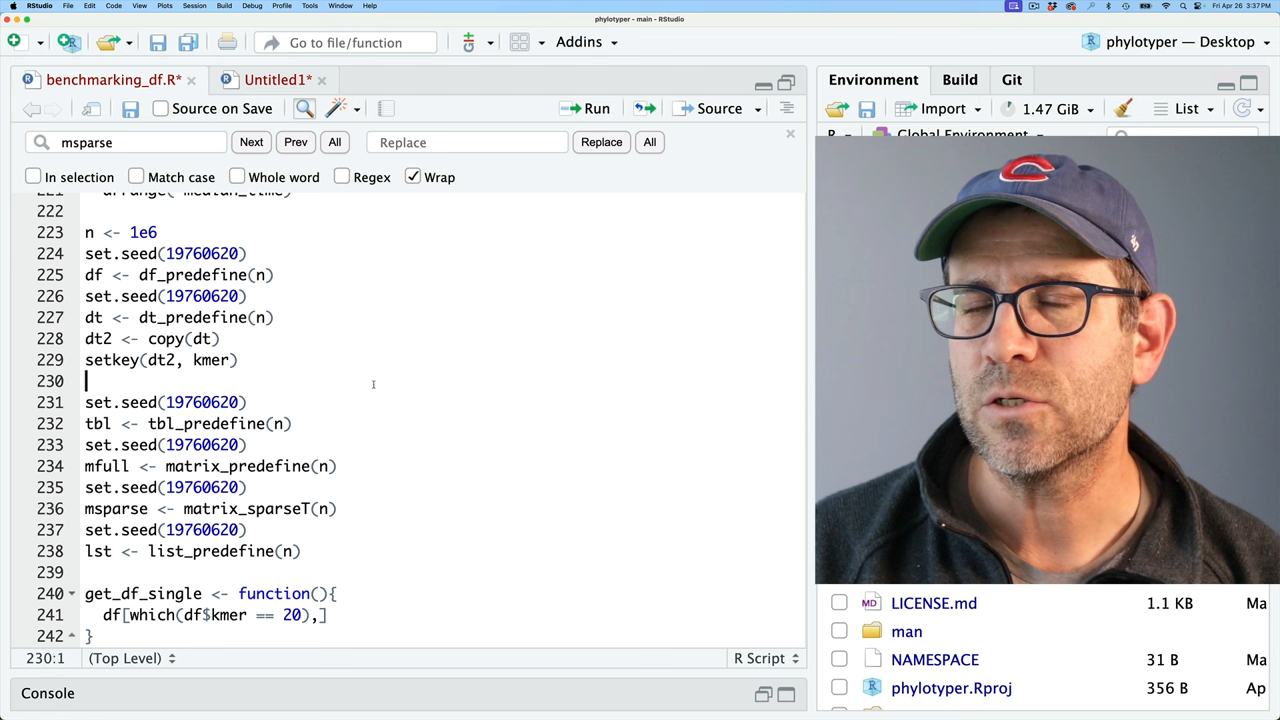 RStudio File Edit Code View Plots Session Build Debug Profile Tools Window Help Fri Apr 26 3:37PM
phylotyper - main - RStudio
Go to file/function Addins phylotyper — Desktop
benchmarking_df.R* Untitled1* Environment Build Git
Source on Save Run Source Import 1.47 GiB List
msparse Next Prev All Replace Replace All
R Global Environment
In selection Match case Whole word Regex Wrap
221 arrange( median_time)
222
223 n <- 1e6
224 set.seed(19760620)
225 df <- df_predefine(n)
226 set.seed(19760620)
227 dt <- dt_predefine(n)
228 dt2 <- copy(dt)
229 setkey(dt2, kmer)
230
231 set.seed(19760620)
232 tbl <- tbl_predefine(n)
233 set.seed(19760620)
234 mfull <- matrix_predefine(n)
235 set.seed(19760620)
236 msparse <- matrix_sparseT(n)
237 set.seed(19760620)
238 lst <- list_predefine(n)
239
240 get_df_single <- function(){
241 df[which(df$kmer == 20),]
242 }
MD LICENSE.md 1.1 KB Ma
man
NAMESPACE 31 B Ma
phylotyper.Rproj 356 B Ap
230:1 (Top Level) R Script
Console